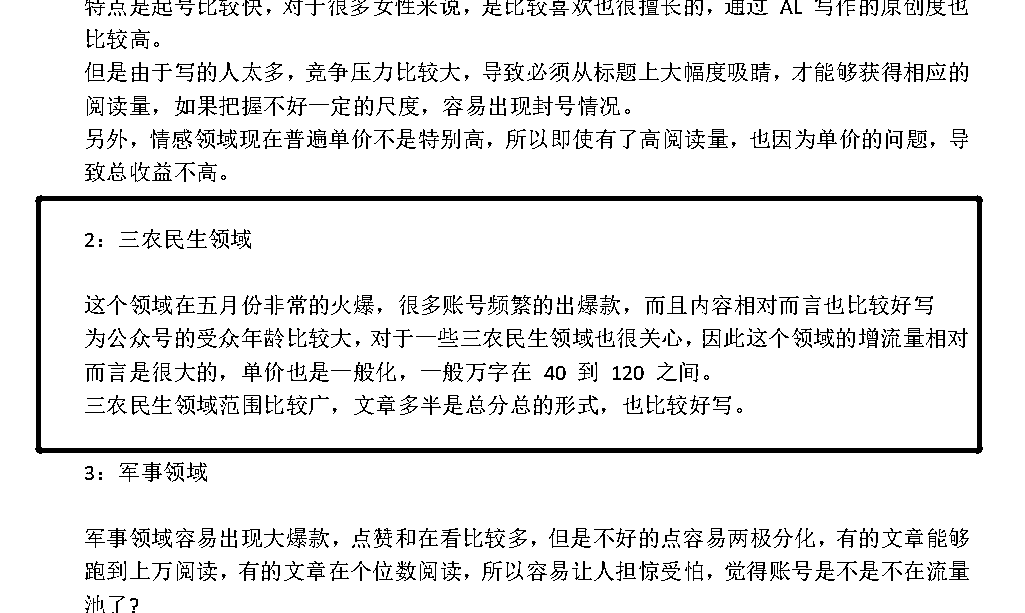 特点是起号比较快，对于很多女性来说，是比较喜欢也很擅长的，通过 AL 写作的原创度也
比较高。
但是由于写的人太多，竞争压力比较大，导致必须从标题上大幅度吸睛，才能够获得相应的
阅读量，如果把握不好一定的尺度，容易出现封号情况。
另外，情感领域现在普遍单价不是特别高，所以即使有了高阅读量，也因为单价的问题，导
致总收益不高。
2：三农民生领域
这个领域在五月份非常的火爆，很多账号频繁的出爆款，而且内容相对而言也比较好写
为公众号的受众年龄比较大，对于一些三农民生领域也很关心，因此这个领域的增流量相对
而言是很大的，单价也是一般化，一般万字在 40 到 120 之间。
三农民生领域范围比较广，文章多半是总分总的形式，也比较好写。
3：军事领域
军事领域容易出现大爆款，点赞和在看比较多，但是不好的点容易两极分化，有的文章能够
跑到上万阅读，有的文章在个位数阅读，所以容易让人担惊受怕，觉得账号是不是不在流量
池了？